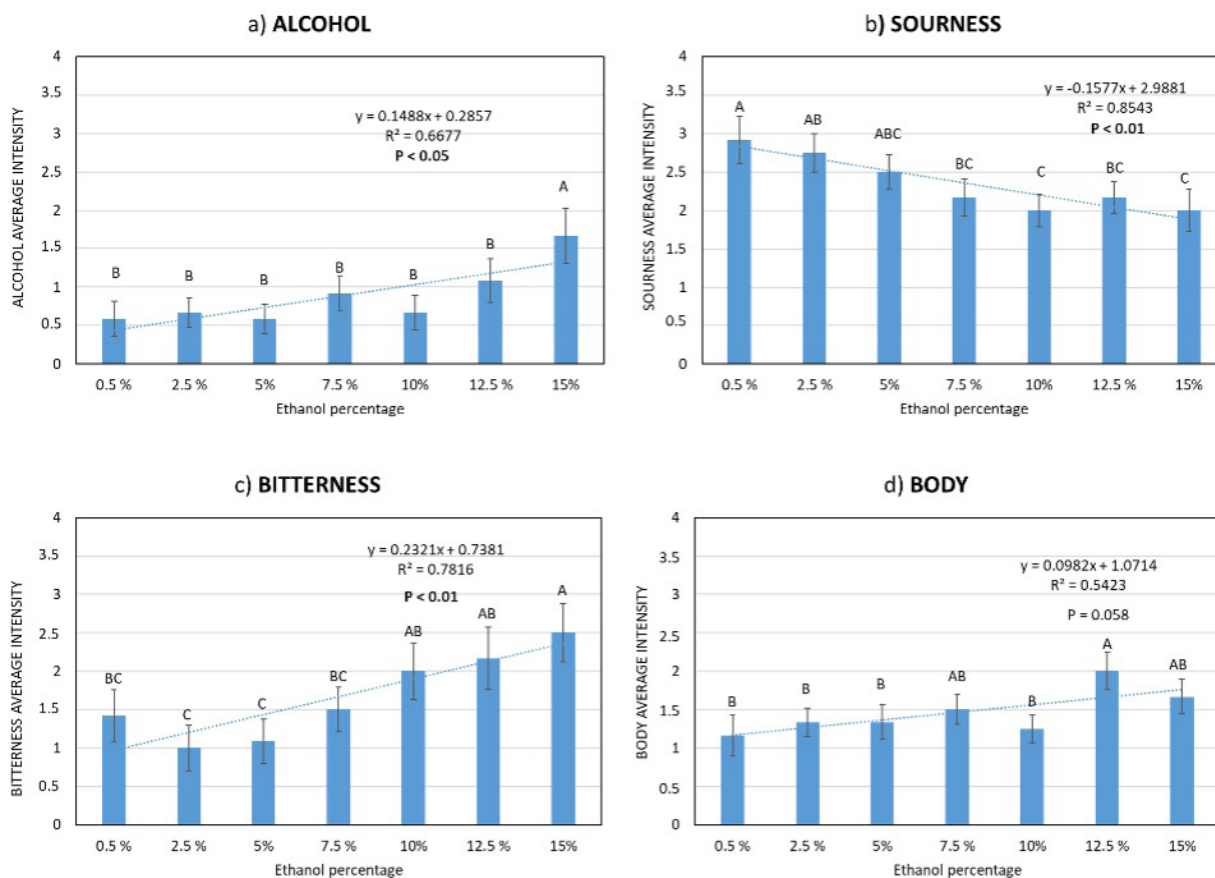 a) ALCOHOL
4
3.5
3
2.5
2
1.5
1
0.5
0
ALCOHOL AVERAGE INTENSITY
y = 0.1488x + 0.2857
R² = 0.6677
P < 0.05
B
B
B
B
B
B
A
0.5 %
2.5 %
5%
7.5 %
10%
12.5 %
15%
Ethanol percentage
b) SOURNESS
4
3.5
3
2.5
2
1.5
1
0.5
0
SOURNESS AVERAGE INTENSITY
y = -0.1577x + 2.9881
R² = 0.8543
P < 0.01
A
AB
ABC
BC
C
BC
C
0.5 %
2.5 %
5%
7.5 %
10%
12.5 %
15%
Ethanol percentage
c) BITTERNESS
4
3.5
3
2.5
2
1.5
1
0.5
0
BITTERNESS AVERAGE INTENSITY
y = 0.2321x + 0.7381
R² = 0.7816
P < 0.01
BC
C
C
BC
AB
AB
A
0.5 %
2.5 %
5%
7.5 %
10%
12.5 %
15%
Ethanol percentage
d) BODY
4
3.5
3
2.5
2
1.5
1
0.5
0
BODY AVERAGE INTENSITY
y = 0.0982x + 1.0714
R² = 0.5423
P = 0.058
B
B
B
AB
B
A
AB
0.5 %
2.5 %
5%
7.5 %
10%
12.5 %
15%
Ethanol percentage